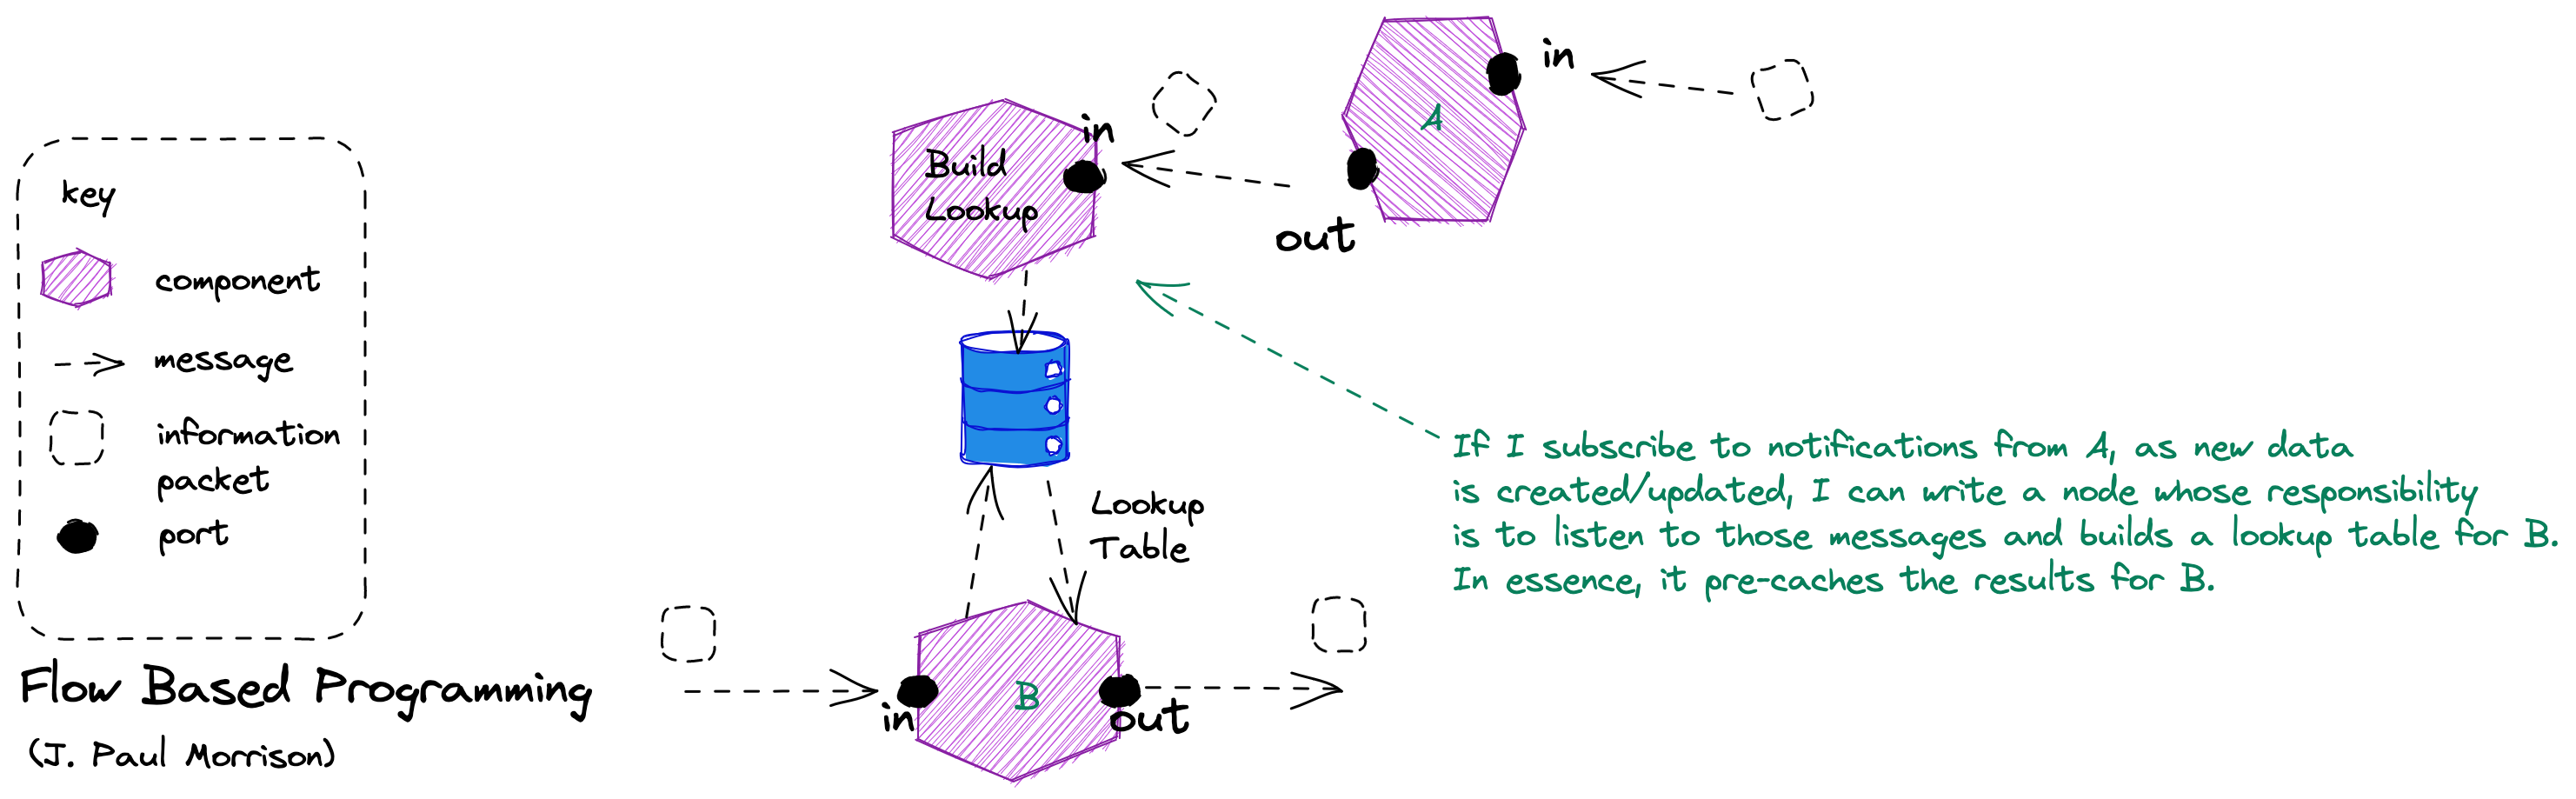 key
component
message
information
packet
port
Flow Based Programming
(J. Paul Morrison)
Build
Lookup
in
out
A
in
Lookup
Table
in
B
out
If I subscribe to notifications from A, as new data
is created/updated, I can write a node whose responsibility
is to listen to those messages and builds a lookup table for B.
In essence, it pre-caches the results for B.